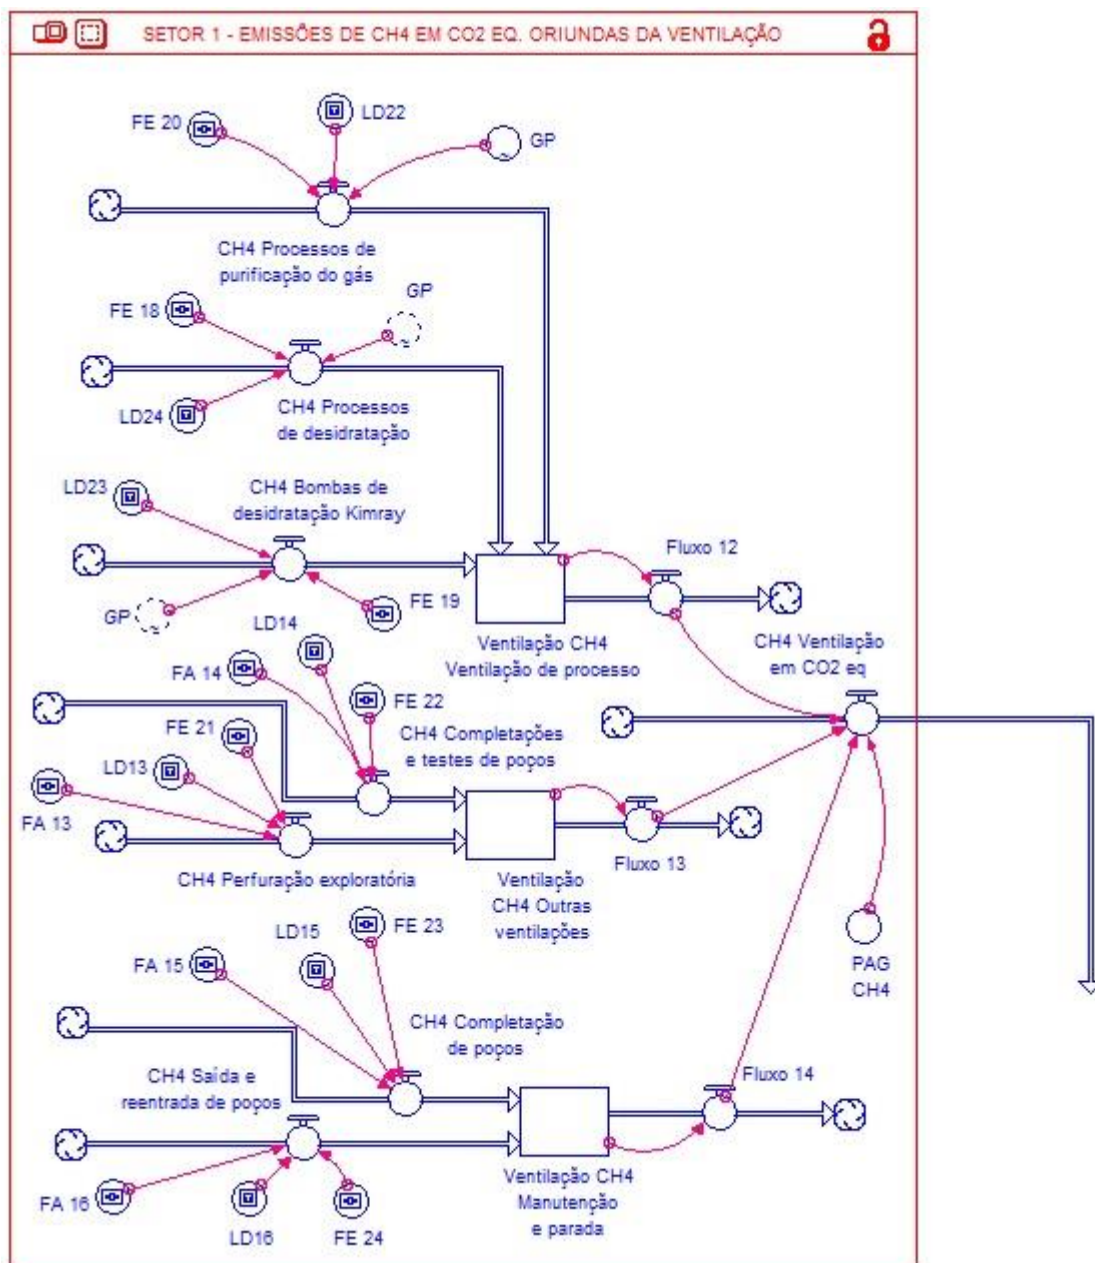 SETOR 1 - EMISSÕES DE CH4 EM CO2 EQ. ORIUNDAS DA VENTILAÇÃO
FE 20
LD22
GP
CH4 Processos de
purificação do gás
FE 18
GP
LD24
CH4 Processos
de desidratação
LD23
CH4 Bombas de
desidratação Kimray
GP
FE 19
Fluxo 12
Ventilação CH4
Ventilação de processo
CH4 Ventilação
em CO2 eq
LD14
FA 14
FE 22
CH4 Completações
e testes de poços
FE 21
LD13
FA 13
CH4 Perfuração exploratória
Ventilação
CH4 Outras
ventilações
Fluxo 13
PAG
CH4
FE 23
LD15
FA 15
CH4 Completação
de poços
CH4 Saída e
reentrada de poços
Fluxo 14
FA 16
LD16
FE 24
Ventilação CH4
Manutenção
e parada